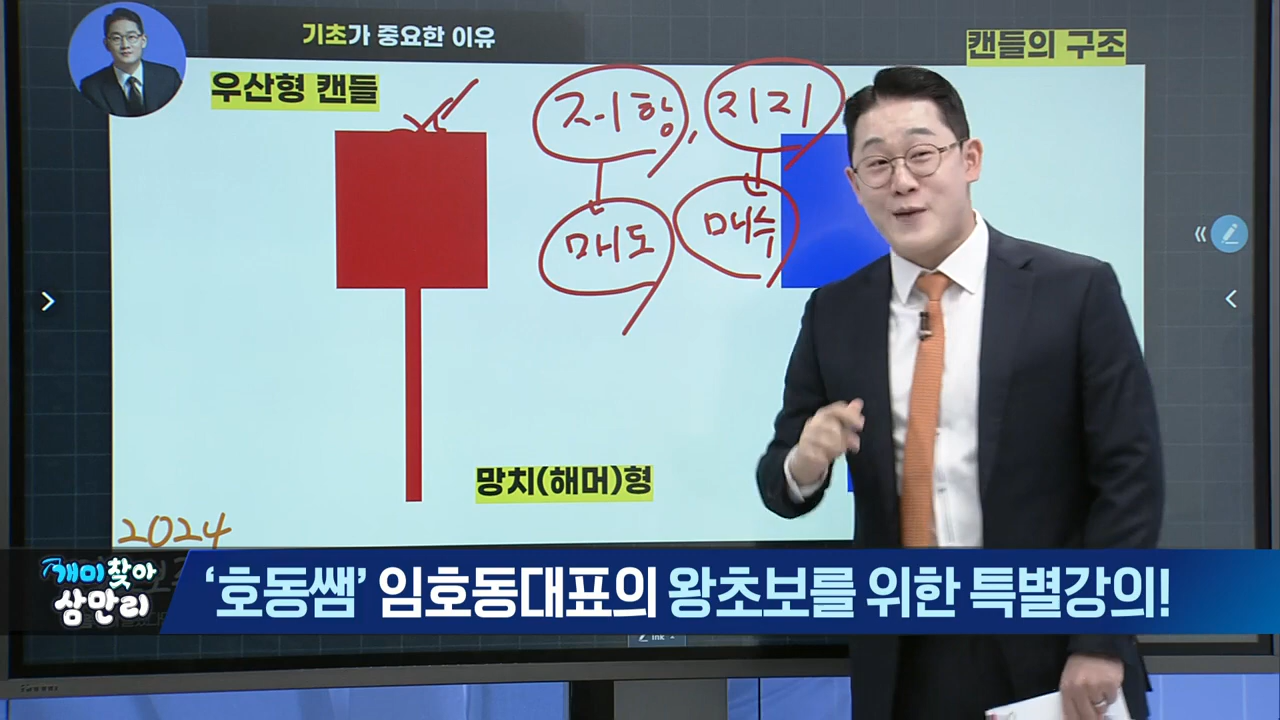 기초가 중요한 이유
캔들의 구조
우산형 캔들
저항, 지지
매도 매수
망치(해머)형
2024
개미찾아
삼만리
‘호동쌤’ 임호동대표의 왕초보를 위한 특별강의!
Ink